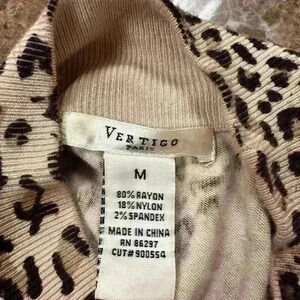 VERTIGO
PARIS
M
80% RAYON
18% NYLON
2% SPANDEX
MADE IN CHINA
RN 86297
CUT# 900554